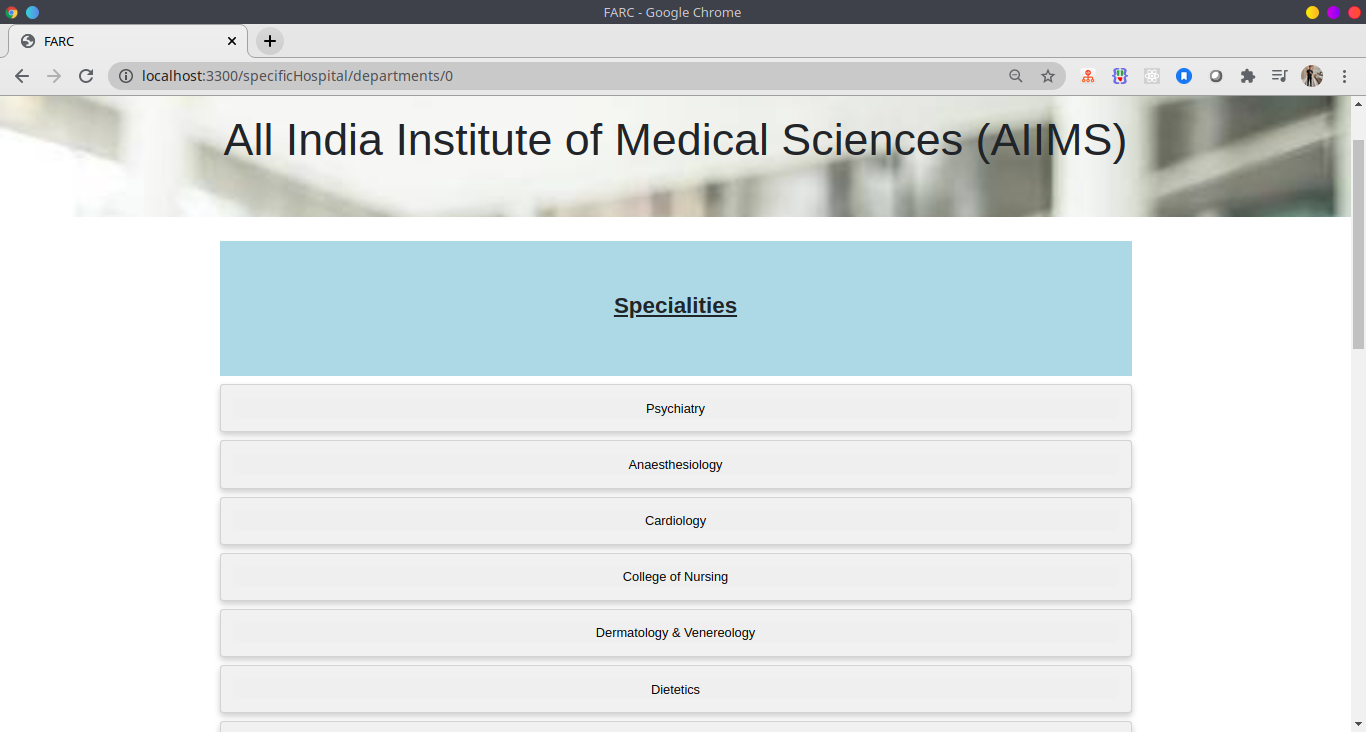 FARC - Google Chrome
FARC
localhost:3300/specificHospital/departments/0
All India Institute of Medical Sciences (AIIMS)
Specialities
Psychiatry
Anaesthesiology
Cardiology
College of Nursing
Dermatology & Venereology
Dietetics